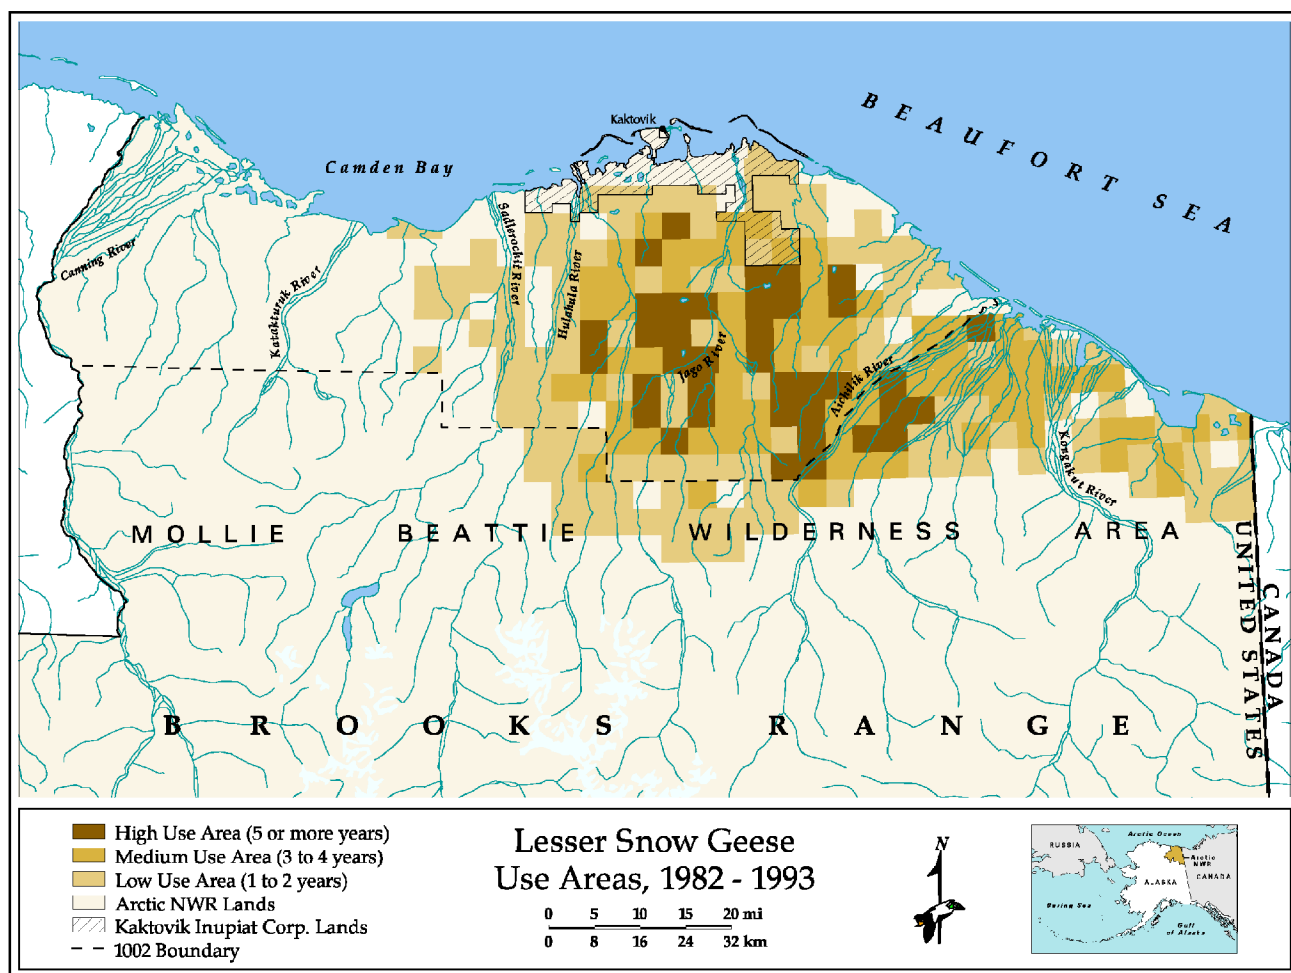 BEAUFORT SEA
Kaktovik
Camden Bay
Canning River
Katakturuk River
Sadlerochit River
Hulahula River
Jago River
Aichilik River
Kongakut River
MOLLIE BEATTIE WILDERNESS AREA
BROOKS RANGE
UNITED STATES
CANADA
High Use Area (5 or more years)
Medium Use Area (3 to 4 years)
Low Use Area (1 to 2 years)
Arctic NWR Lands
Kaktovik Inupiat Corp. Lands
1002 Boundary
Lesser Snow Geese
Use Areas, 1982 - 1993
0 5 10 15 20 mi
0 8 16 24 32 km
N
Arctic Ocean
RUSSIA
Arctic
NWR
ALASKA
CANADA
Bering Sea
Gulf
of Alaska